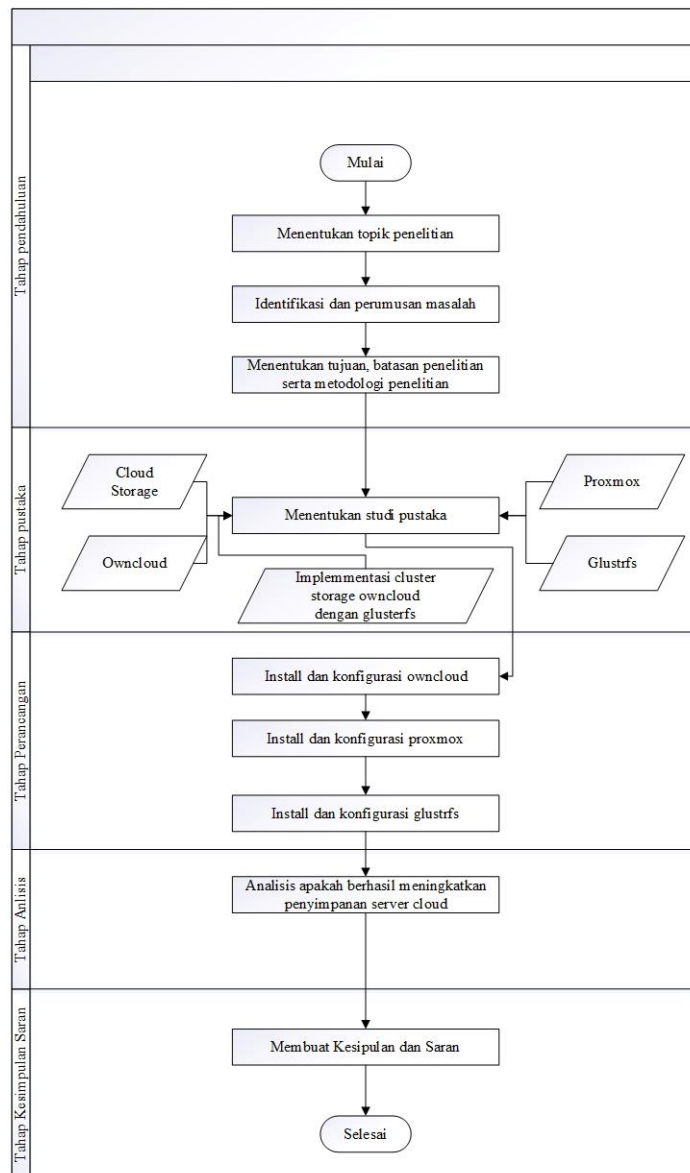 Tahap pendahuluan
Mulai
Menentukan topik penelitian
Identifikasi dan perumusan masalah
Menentukan tujuan, batasan penelitian
serta metodologi penelitian
Tahap pustaka
Cloud
Storage
Proxmox
Menentukan studi pustaka
Owncloud
Glustrfs
Implemmentasi cluster
storage owncloud
dengan glusterfs
Tahap Perancangan
Install dan konfigurasi owncloud
Install dan konfigurasi proxmox
Install dan konfigurasi glustrfs
Tahap Anlisis
Analisis apakah berhasil meningkatkan
penyimpanan server cloud
Tahap Kesimpulan Saran
Membuat Kesipulan dan Saran
Selesai